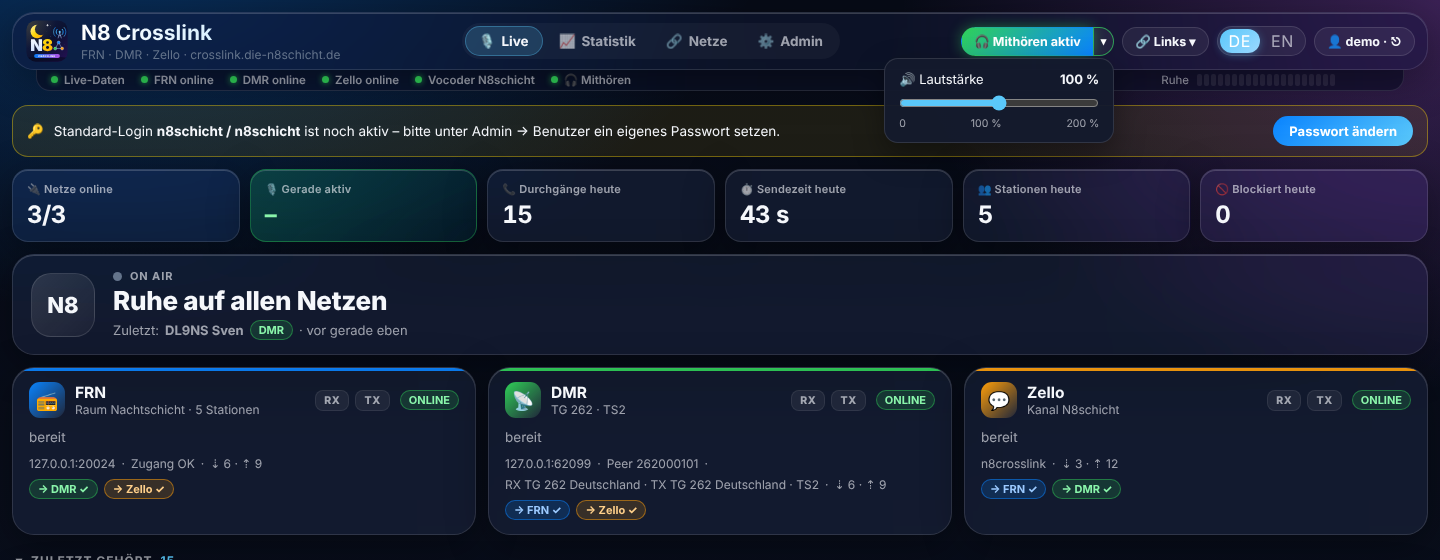 N8 Crosslink
FRN · DMR · Zello · crosslink.die-n8schicht.de
Live
Statistik
Netze
Admin
Mithören aktiv ▾
Links ▾
DE EN
demo ·
Live-Daten
FRN online
DMR online
Zello online
Vocoder N8schicht
Mithören
Ruhe
Lautstärke 100 %
0 100 % 200 %
Standard-Login n8schicht / n8schicht ist noch aktiv – bitte unter Admin → Benutzer ein eigenes Passwort setzen.
Passwort ändern
Netze online
3/3
Gerade aktiv
–
Durchgänge heute
15
Sendezeit heute
43 s
Stationen heute
5
Blockiert heute
0
N8
ON AIR
Ruhe auf allen Netzen
Zuletzt: DL9NS Sven DMR · vor gerade eben
FRN
Raum Nachtschicht · 5 Stationen
RX TX ONLINE
bereit
127.0.0.1:20024 · Zugang OK · ↓ 6 · ↑ 9
→ DMR ✓ → Zello ✓
DMR
TG 262 · TS2
RX TX ONLINE
bereit
127.0.0.1:62099 · Peer 262000101 ·
RX TG 262 Deutschland · TX TG 262 Deutschland · TS2 · ↓ 6 · ↑ 9
→ FRN ✓ → Zello ✓
Zello
Kanal N8schicht
RX TX ONLINE
bereit
n8crosslink · ↓ 3 · ↑ 12
→ FRN ✓ → DMR ✓
ZULETZT GEHÖRT 15